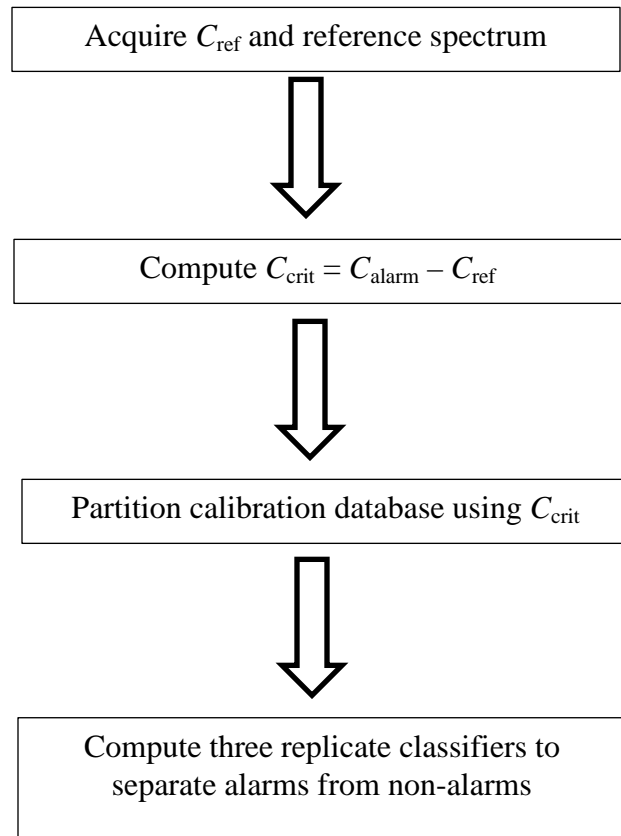 Acquire Cref and reference spectrum
Compute Ccrit = Calarm – Cref
Partition calibration database using Ccrit
Compute three replicate classifiers to
separate alarms from non-alarms